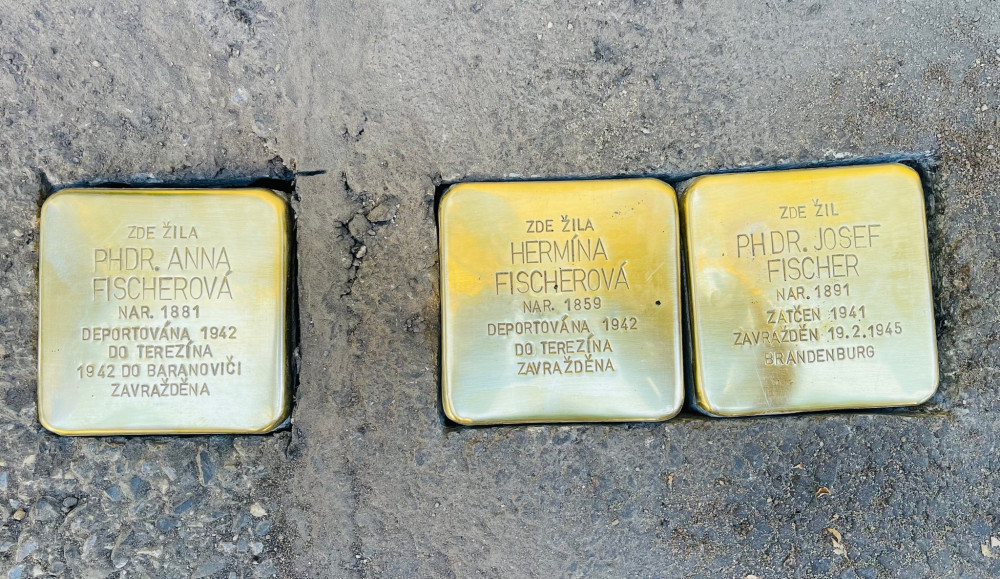 ZDE ŽILA
PHDR. ANNA
FISCHEROVÁ
NAR. 1881
DEPORTOVÁNA 1942
DO TEREZÍNA
1942 DO BARANOVIČI
ZAVRAŽDĚNA
ZDE ŽILA
HERMÍNA
FISCHEROVÁ
NAR. 1859
DEPORTOVÁNA 1942
DO TEREZÍNA
ZAVRAŽDĚNA
ZDE ŽIL
PHDR. JOSEF
FISCHER
NAR. 1891
ZATČEN 1941
ZAVRAŽDĚN 19.2.1945
BRANDENBURG